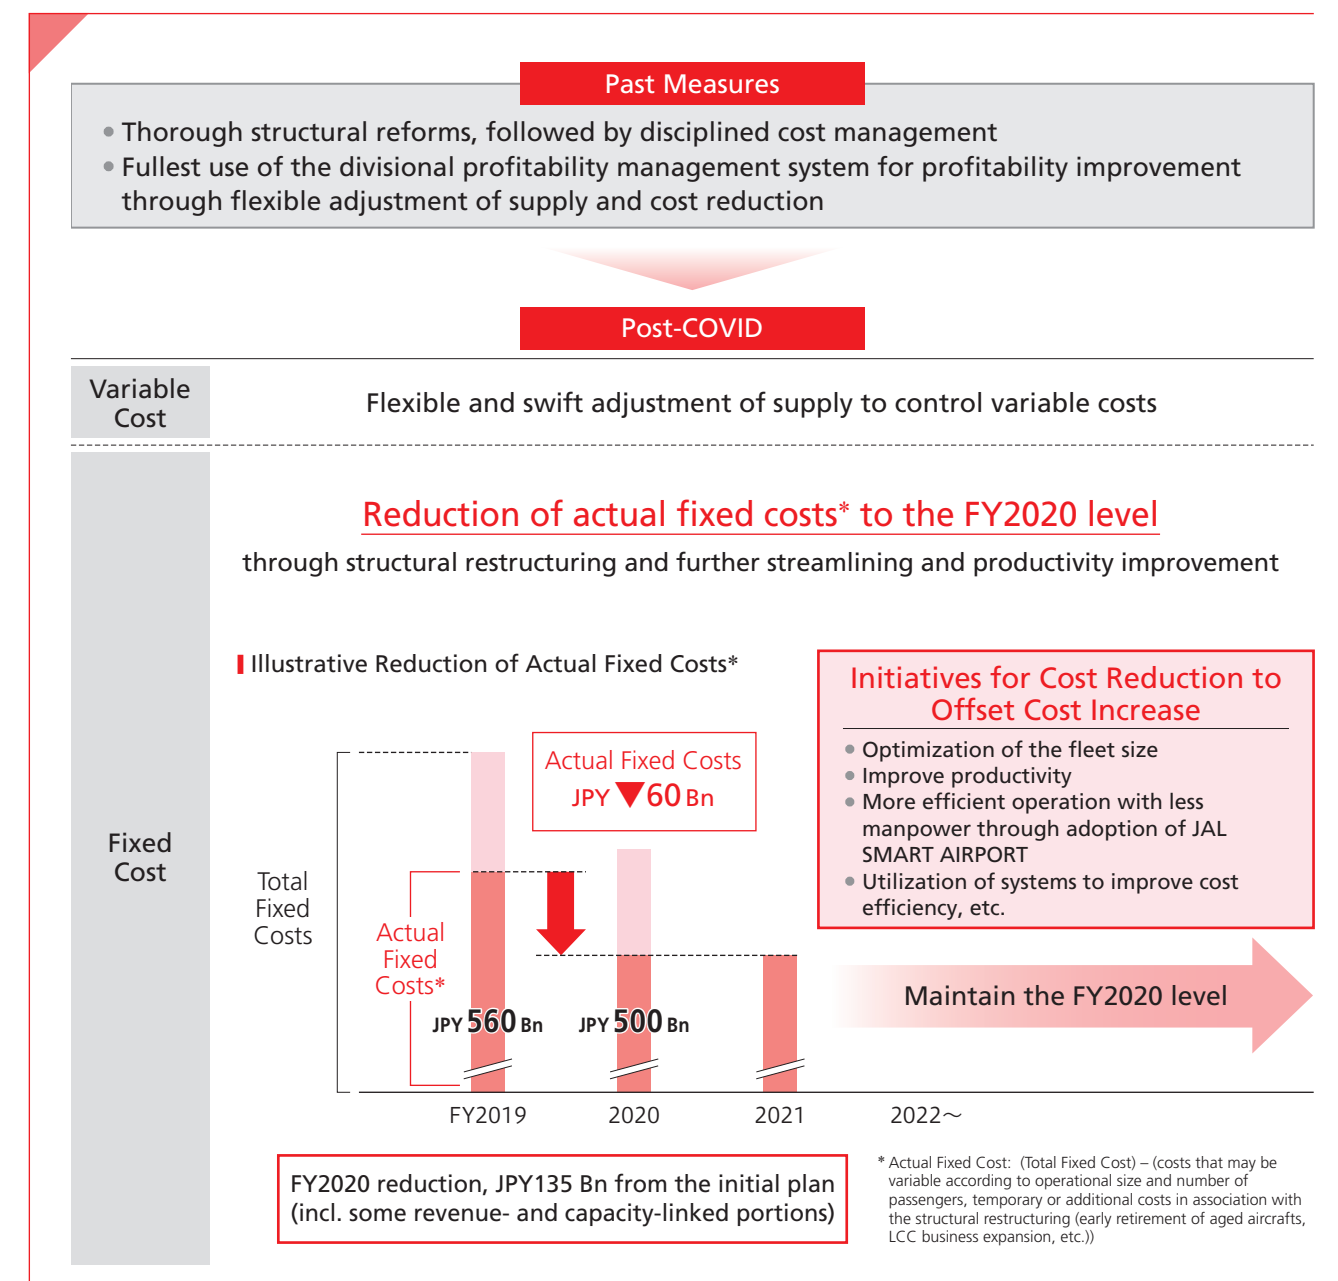 Past Measures
● Thorough structural reforms, followed by disciplined cost management
● Fullest use of the divisional profitability management system for profitability improvement
through flexible adjustment of supply and cost reduction
Post-COVID
Variable
Cost
Flexible and swift adjustment of supply to control variable costs
Fixed
Cost
Reduction of actual fixed costs* to the FY2020 level
through structural restructuring and further streamlining and productivity improvement
Illustrative Reduction of Actual Fixed Costs*
Initiatives for Cost Reduction to
Offset Cost Increase
● Optimization of the fleet size
● Improve productivity
● More efficient operation with less
manpower through adoption of JAL
SMART AIRPORT
● Utilization of systems to improve cost
efficiency, etc.
Actual Fixed Costs
JPY ▼60 Bn
Total
Fixed
Costs
Actual
Fixed
Costs*
JPY 560 Bn
JPY 500 Bn
Maintain the FY2020 level
FY2019
2020
2021
2022～
FY2020 reduction, JPY135 Bn from the initial plan
(incl. some revenue- and capacity-linked portions)
* Actual Fixed Cost: (Total Fixed Cost) – (costs that may be
variable according to operational size and number of
passengers, temporary or additional costs in association with
the structural restructuring (early retirement of aged aircrafts,
LCC business expansion, etc.))